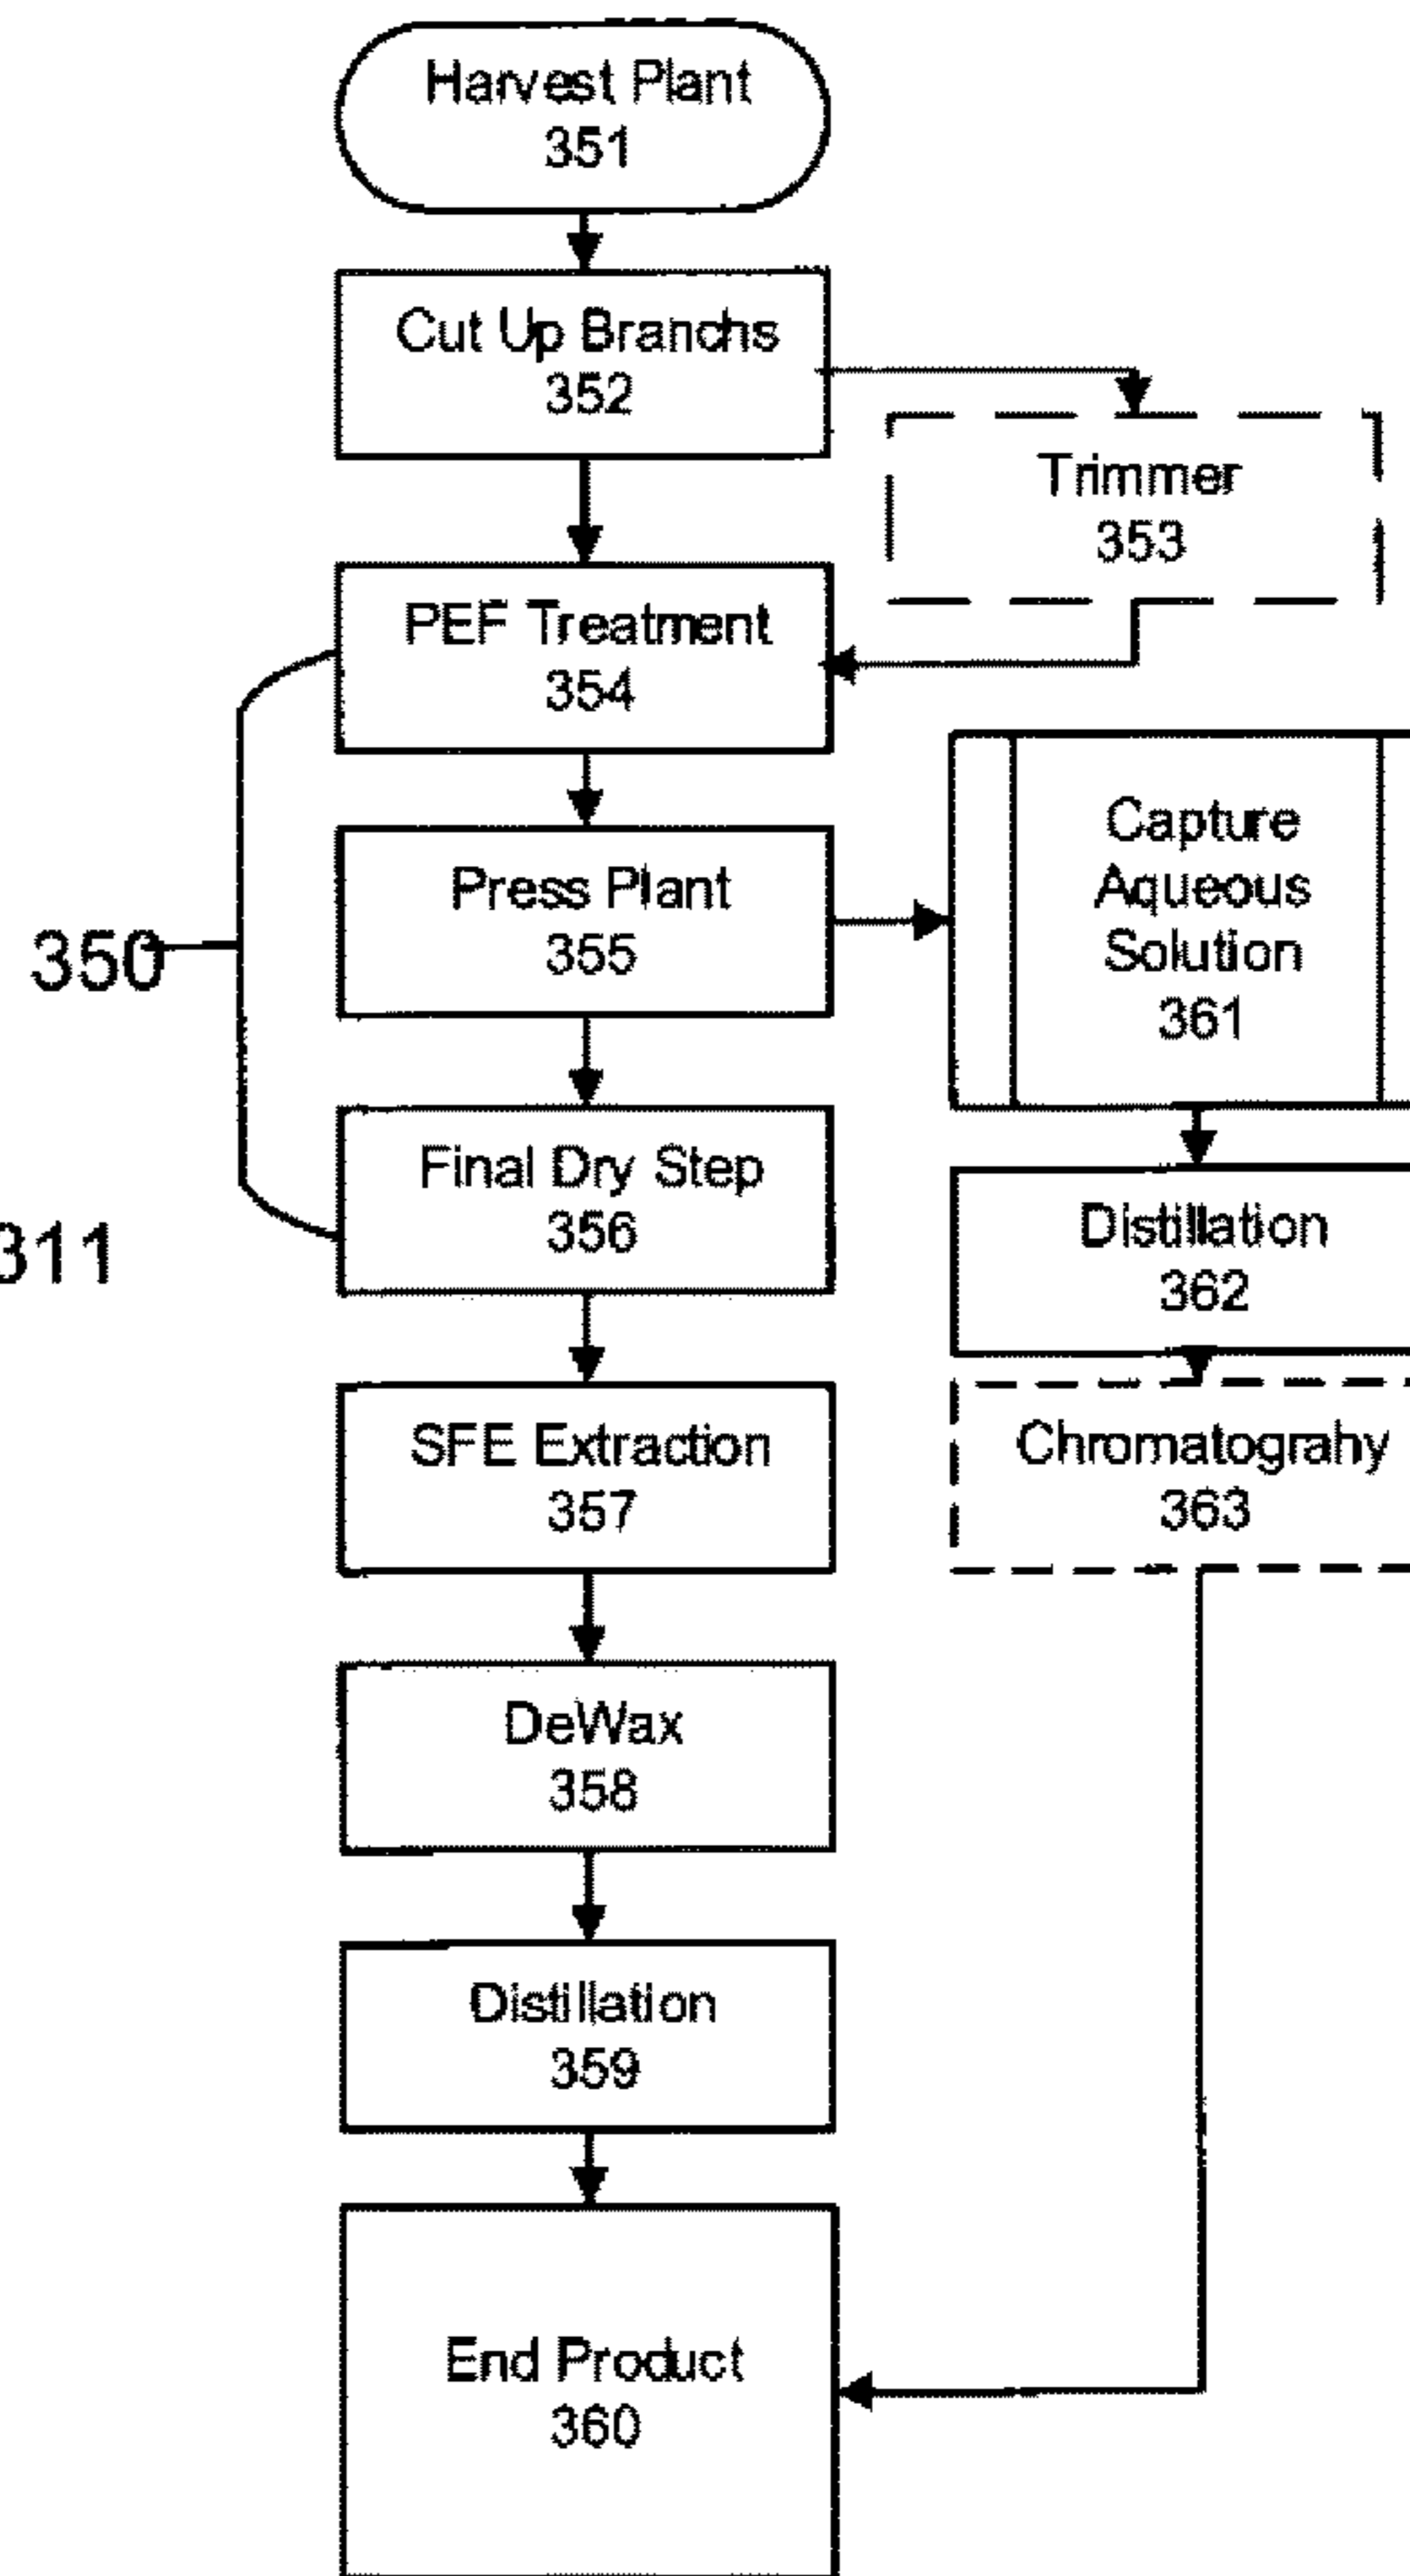 Harvest Plant
351
Cut Up Branchs
352
Trimmer
353
PEF Treatment
354
Press Plant
355
Capture
Aqueous
Solution
361
350
Final Dry Step
356
311
Distillation
362
SFE Extraction
357
Chromatograhy
363
DeWax
358
Distillation
359
End Product
360